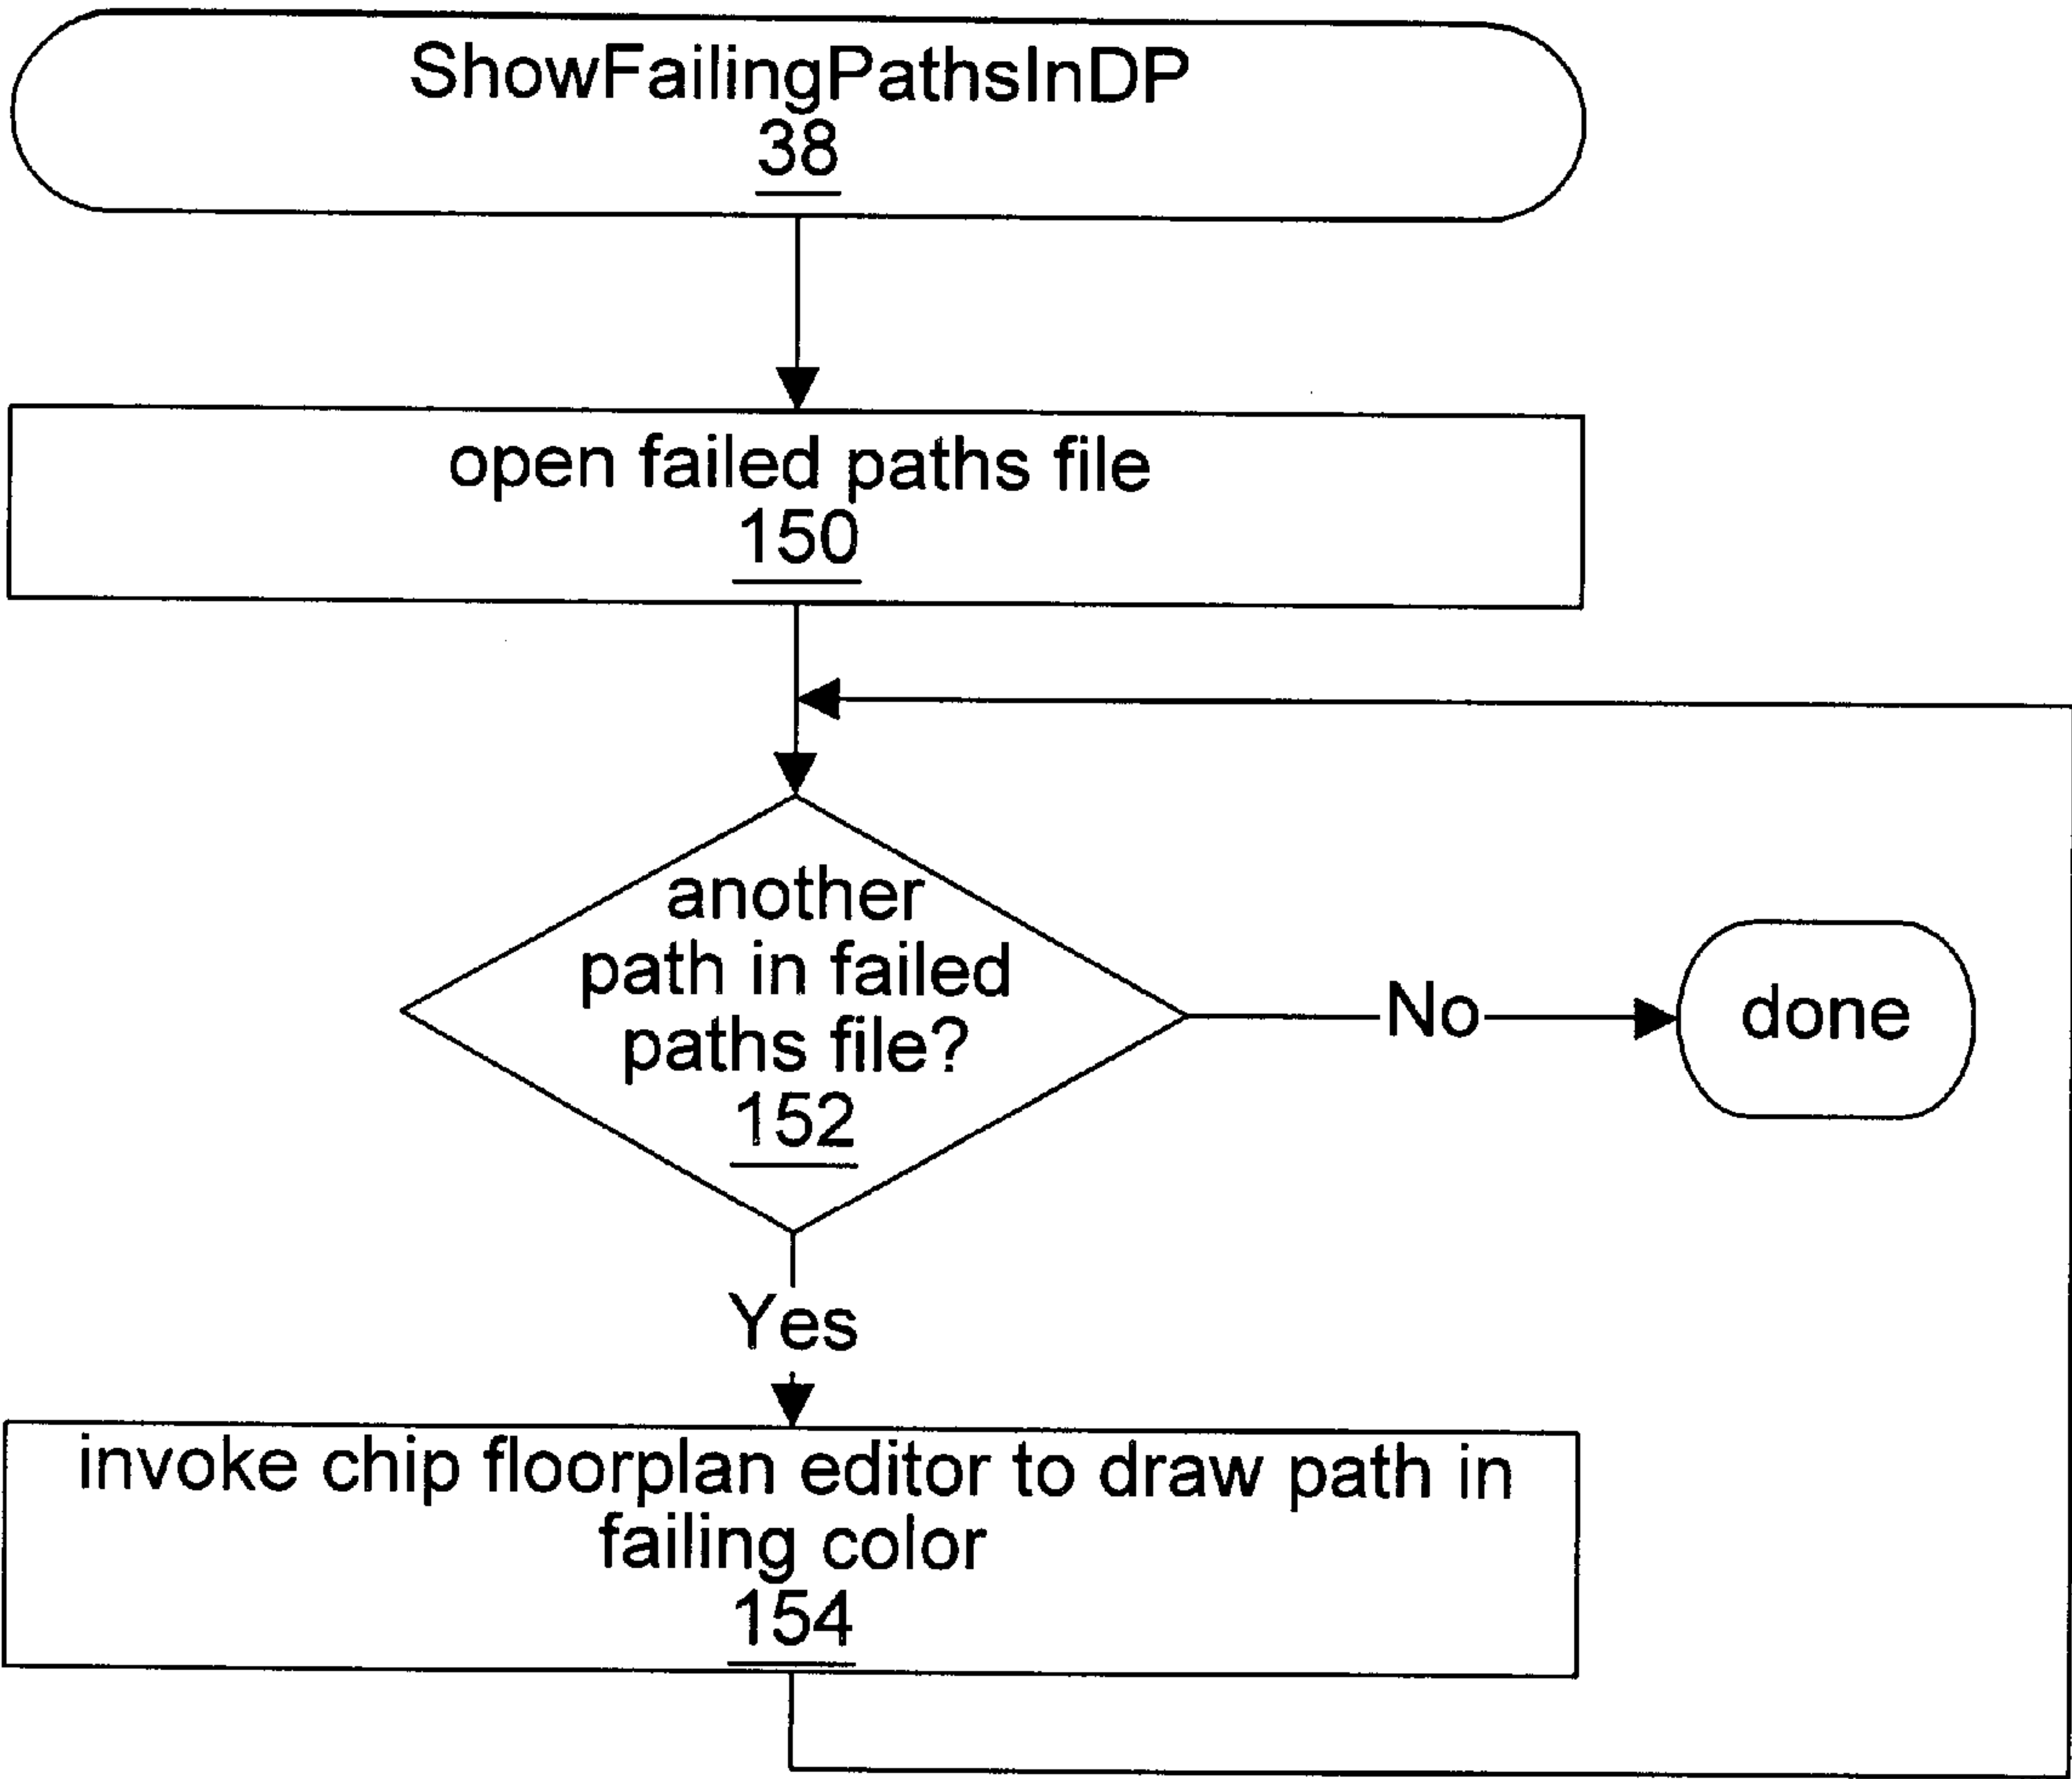 ShowFailingPathsInDP
38
open failed paths file
150
another
path in failed
paths file?
152
No
done
Yes
invoke chip floorplan editor to draw path in
failing color
154